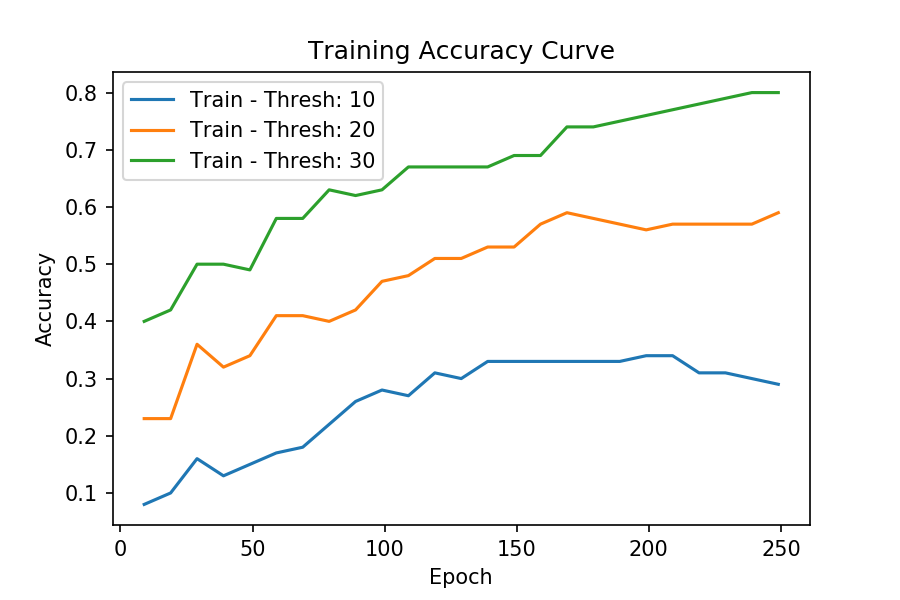 Training Accuracy Curve
Train - Thresh: 10
Train - Thresh: 20
Train - Thresh: 30
Accuracy
0.8
0.7
0.6
0.5
0.4
0.3
0.2
0.1
0 50 100 150 200 250
Epoch